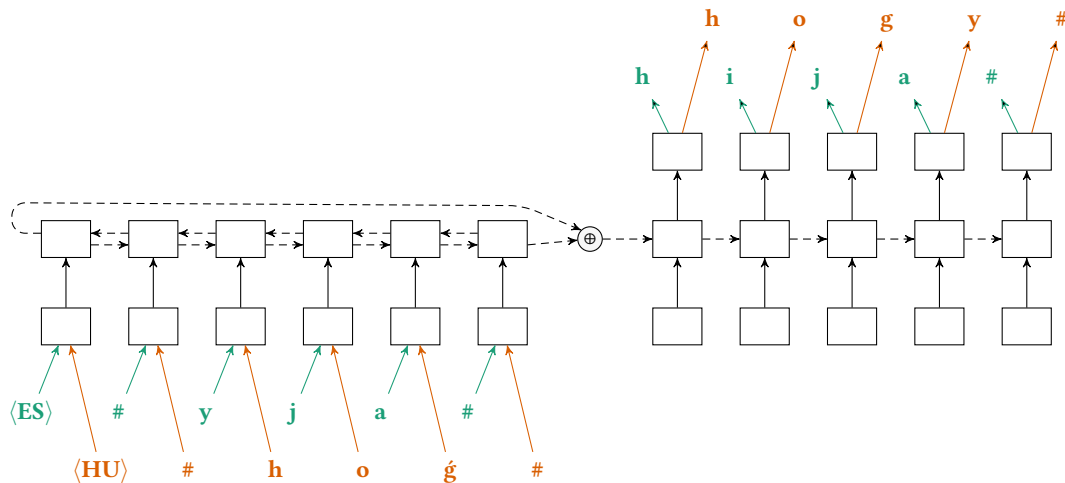 h o g y #
h i j a #
⊕
⟨ES⟩ # y j a #
⟨HU⟩ # h o ǵ #